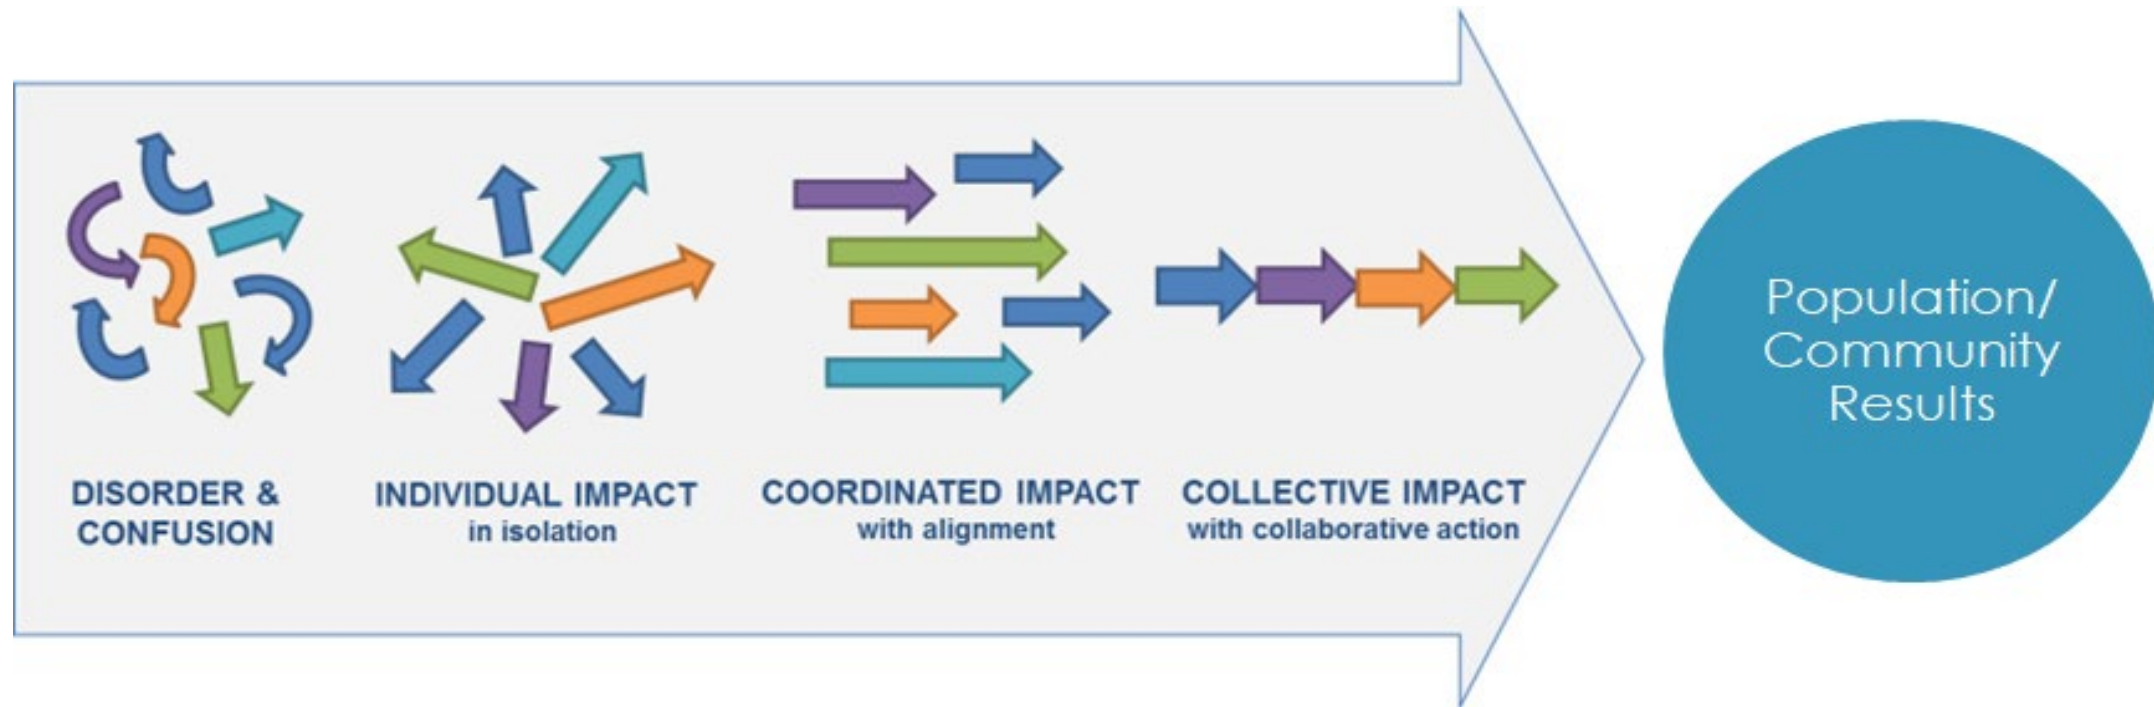 DISORDER &
CONFUSION
INDIVIDUAL IMPACT
in isolation
COORDINATED IMPACT
with alignment
COLLECTIVE IMPACT
with collaborative action
Population/
Community
Results